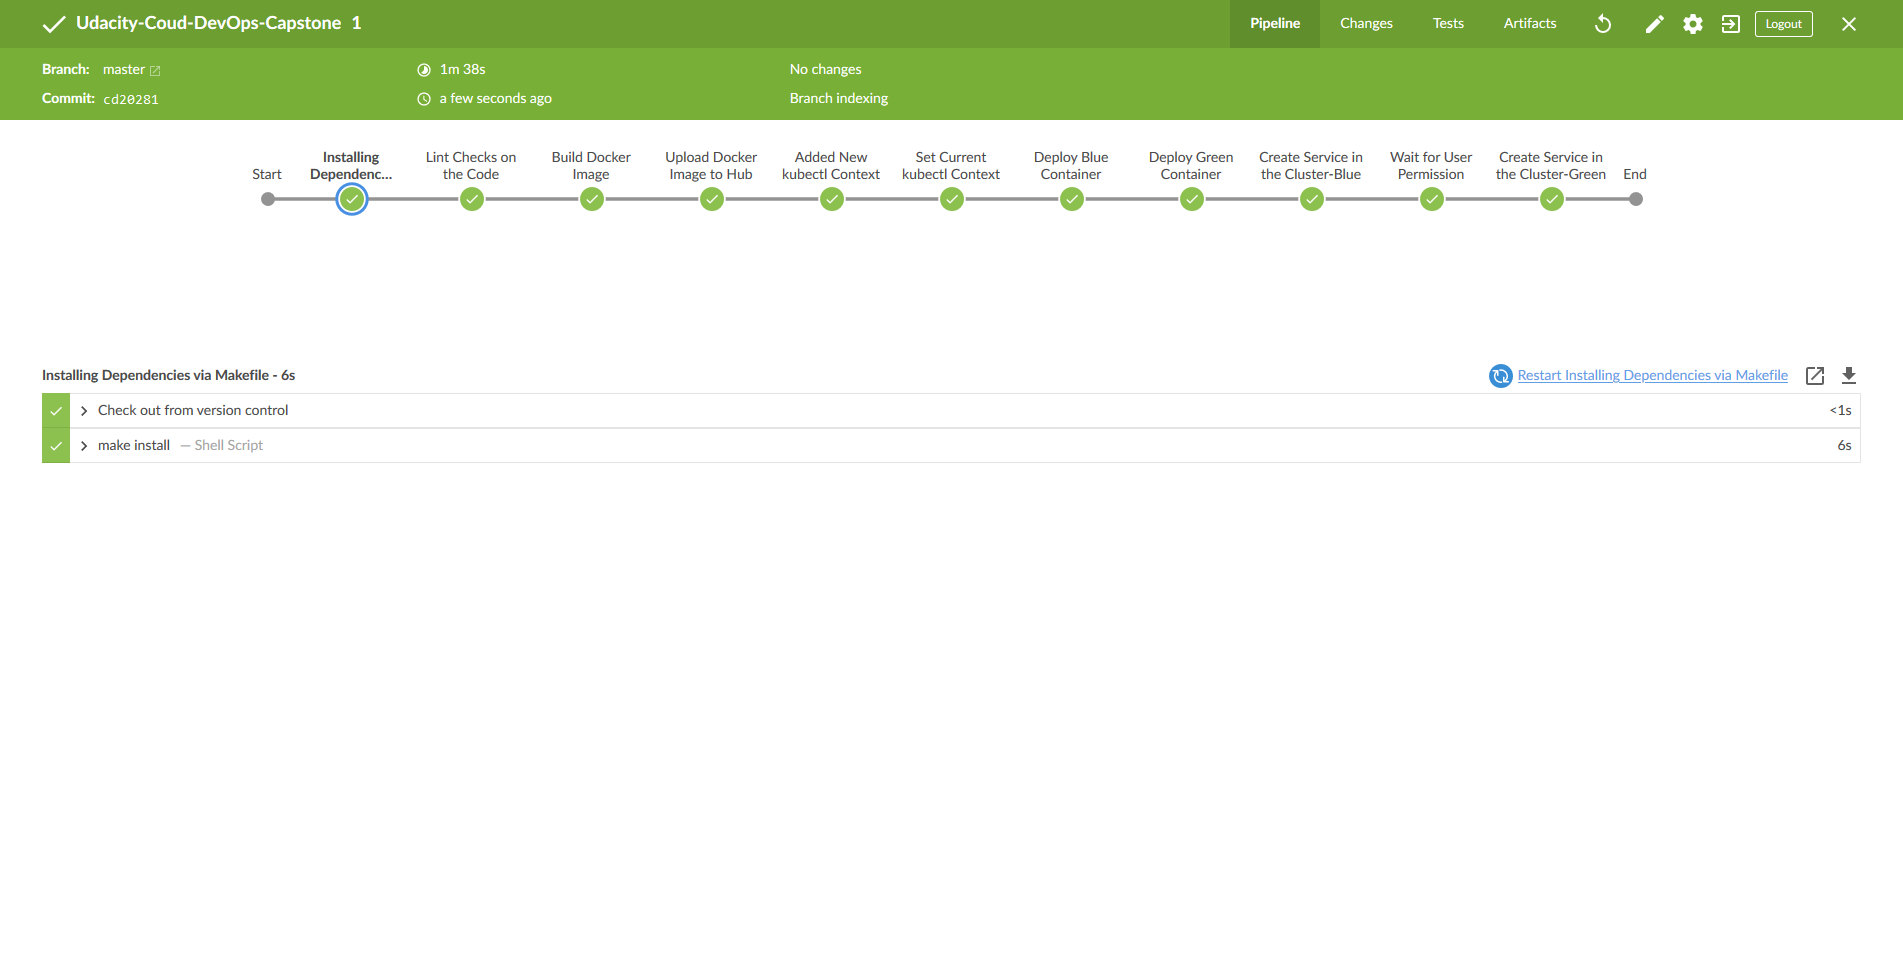 Udacity-Coud-DevOps-Capstone 1
Pipeline Changes Tests Artifacts Logout
Branch: master 1m 38s No changes
Commit: cd20281 a few seconds ago Branch indexing
Start
Installing
Dependenc...
Lint Checks on
the Code
Build Docker
Image
Upload Docker
Image to Hub
Added New
kubectl Context
Set Current
kubectl Context
Deploy Blue
Container
Deploy Green
Container
Create Service in
the Cluster-Blue
Wait for User
Permission
Create Service in
the Cluster-Green
End
Installing Dependencies via Makefile - 6s Restart Installing Dependencies via Makefile
Check out from version control <1s
make install — Shell Script 6s